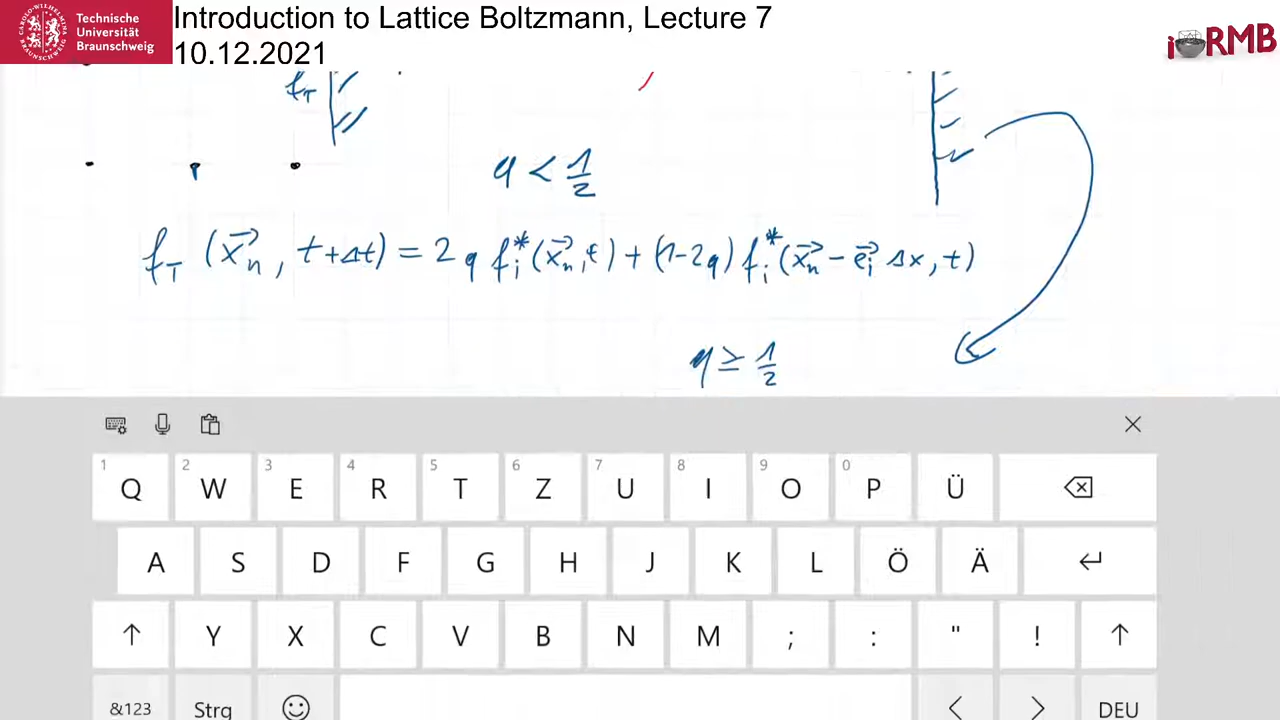 Technische
Universität
Braunschweig
Introduction to Lattice Boltzmann, Lecture 7
10.12.2021
iRMB
f_T
q < 1/2
f_T (x⃗_n, t+Δt) = 2q f_i^*(x⃗_n, t) + (1-2q) f_i^*(x⃗_n - e⃗_i Δx, t)
q ≥ 1/2
1 2 3 4 5 6 7 8 9 0
Q W E R T Z U I O P Ü
A S D F G H J K L Ö Ä
Y X C V B N M ; : " !
&123 Strg < > DEU